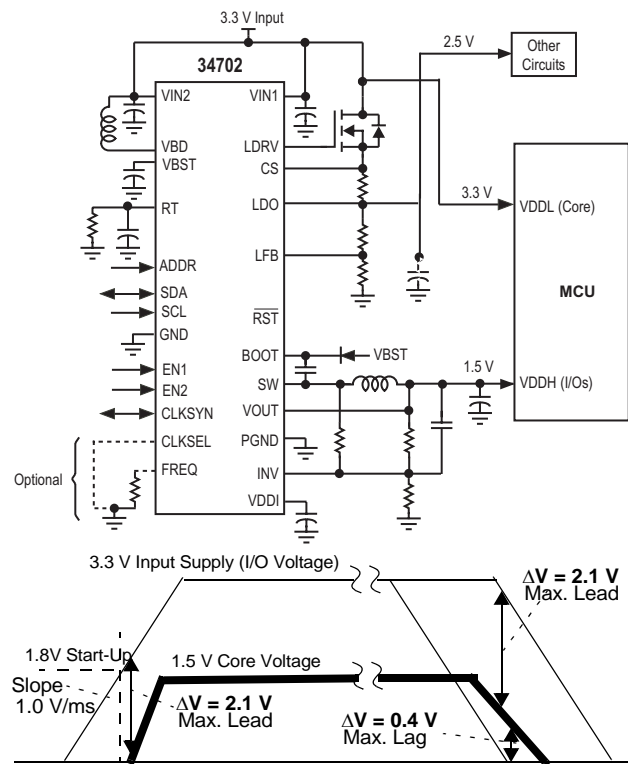 3.3 V Input
34702
2.5 V
Other
Circuits
VIN2
VIN1
VBD
LDRV
VBST
CS
RT
LDO
3.3 V
VDDL (Core)
LFB
ADDR
MCU
SDA
SCL
RST
GND
BOOT
VBST
EN1
SW
1.5 V
VDDH (I/Os)
EN2
VOUT
CLKSYN
CLKSEL
PGND
Optional
FREQ
INV
VDDI
3.3 V Input Supply (I/O Voltage)
ΔV = 2.1 V
Max. Lead
1.8V Start-Up
1.5 V Core Voltage
Slope
1.0 V/ms
ΔV = 2.1 V
Max. Lead
ΔV = 0.4 V
Max. Lag